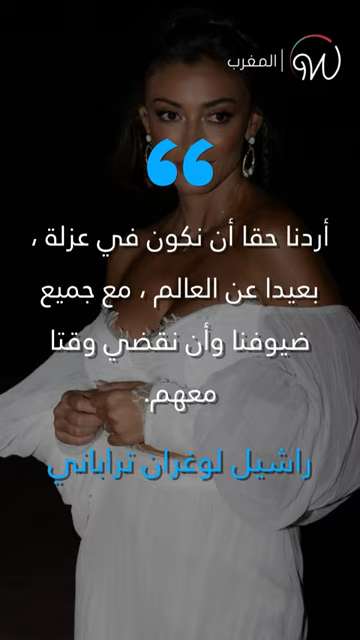 المغرب
أردنا حقا أن نكون في عزلة ،
بعيدا عن العالم ، مع جميع
ضيوفنا وأن نقضي وقتا
معهم.
راشيل لوغران تراباني